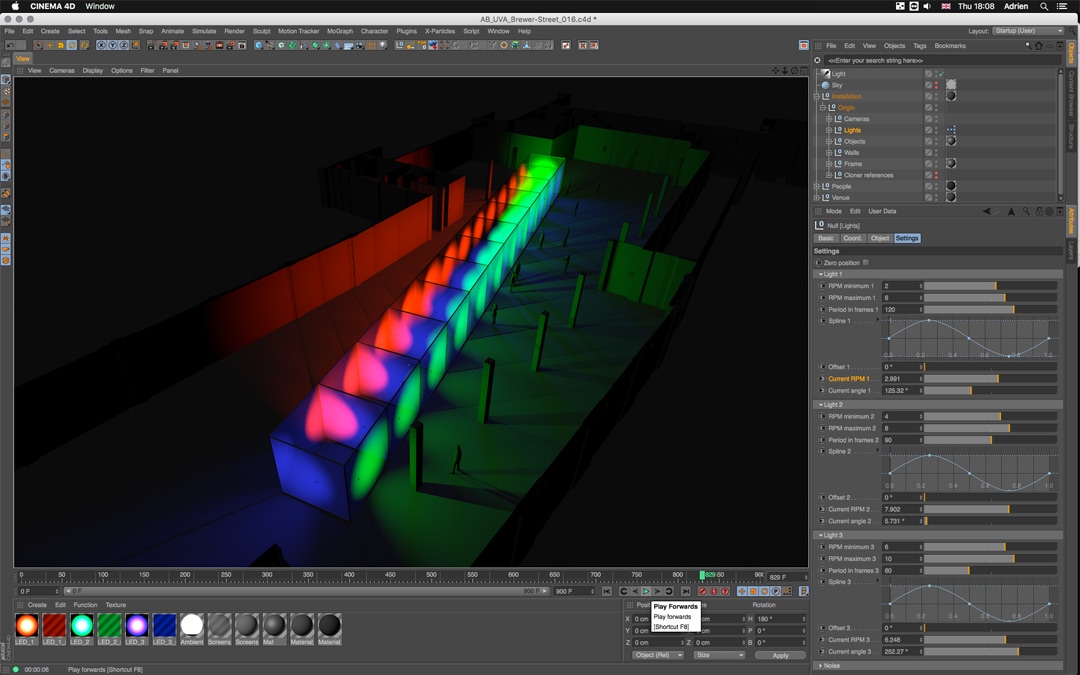 CINEMA 4D Window
Thu 18:08 Adrien
AB_UVA_Brewer-Street_016.c4d *
File Edit Create Select Tools Mesh Snap Animate Simulate Render Sculpt Motion Tracker MoGraph Character Plugins X-Particles Script Window Help
Layout: Startup (User)
View
View Cameras Display Options Filter Panel
File Edit View Objects Tags Bookmarks
<<Enter your search string here>>
Light
Sky
Installation
Origin
Cameras
Lights
Objects
Walls
Frame
Cloner references
People
Venue
Objects
Content Browser
Structure
Attributes
Layers
Mode Edit User Data
Null [Lights]
Basic Coord. Object Settings
Settings
Zero position
Light 1
RPM minimum 1 2
RPM maximum 1 6
Period in frames 1 120
Spline 1
0.2 0.4 0.6 0.8 1.0
Offset 1 0 °
Current RPM 1 2.991
Current angle 1 125.32 °
Light 2
RPM minimum 2 4
RPM maximum 2 8
Period in frames 2 90
Spline 2
0.2 0.4 0.6 0.8 1.0
Offset 2 0 °
Current RPM 2 7.902
Current angle 2 5.731 °
Light 3
RPM minimum 3 6
RPM maximum 3 10
Period in frames 3 60
Spline 3
0.2 0.4 0.6 0.8 1.0
Offset 3 0 °
Current RPM 3 6.248
Current angle 3 252.27 °
Noise
0 50 100 150 200 250 300 350 400 450 500 550 600 650 700 750 800 829 50 90 829 F
0 F 0 F 900 F 900 F
Create Edit Function Texture
LED_1 LED_1_ LED_2 LED_2_ LED_3 LED_3_ Ambient Screens Screens Mat Material Material
Play Forwards
Play forwards
[Shortcut F8]
Rotation
X 0 cm cm H 180 °
Y 0 cm cm P 0 °
Z 0 cm Z 0 cm B 0 °
Object (Rel) Size Apply
00:00:06 Play forwards [Shortcut F8]